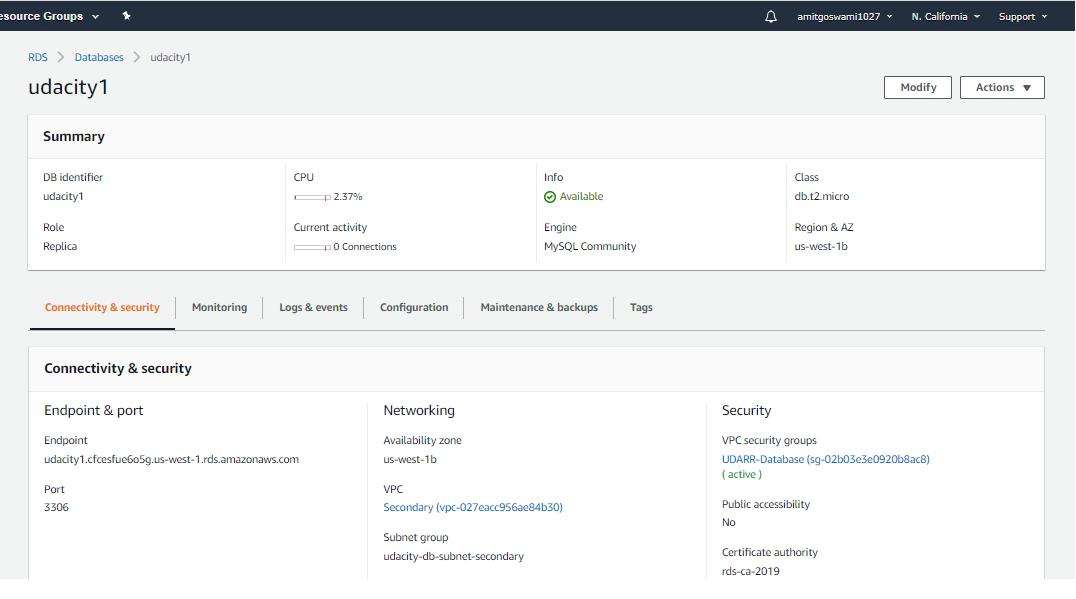 esource Groups
amitgoswami1027 N. California Support
RDS Databases udacity1
udacity1
Modify Actions
Summary
DB identifier
udacity1
CPU
2.37%
Info
Available
Class
db.t2.micro
Role
Replica
Current activity
0 Connections
Engine
MySQL Community
Region & AZ
us-west-1b
Connectivity & security Monitoring Logs & events Configuration Maintenance & backups Tags
Connectivity & security
Endpoint & port
Endpoint
udacity1.cfcesfue6o5g.us-west-1.rds.amazonaws.com
Port
3306
Networking
Availability zone
us-west-1b
VPC
Secondary (vpc-027eacc956ae84b30)
Subnet group
udacity-db-subnet-secondary
Security
VPC security groups
UDARR-Database (sg-02b03e3e0920b8ac8)
( active )
Public accessibility
No
Certificate authority
rds-ca-2019